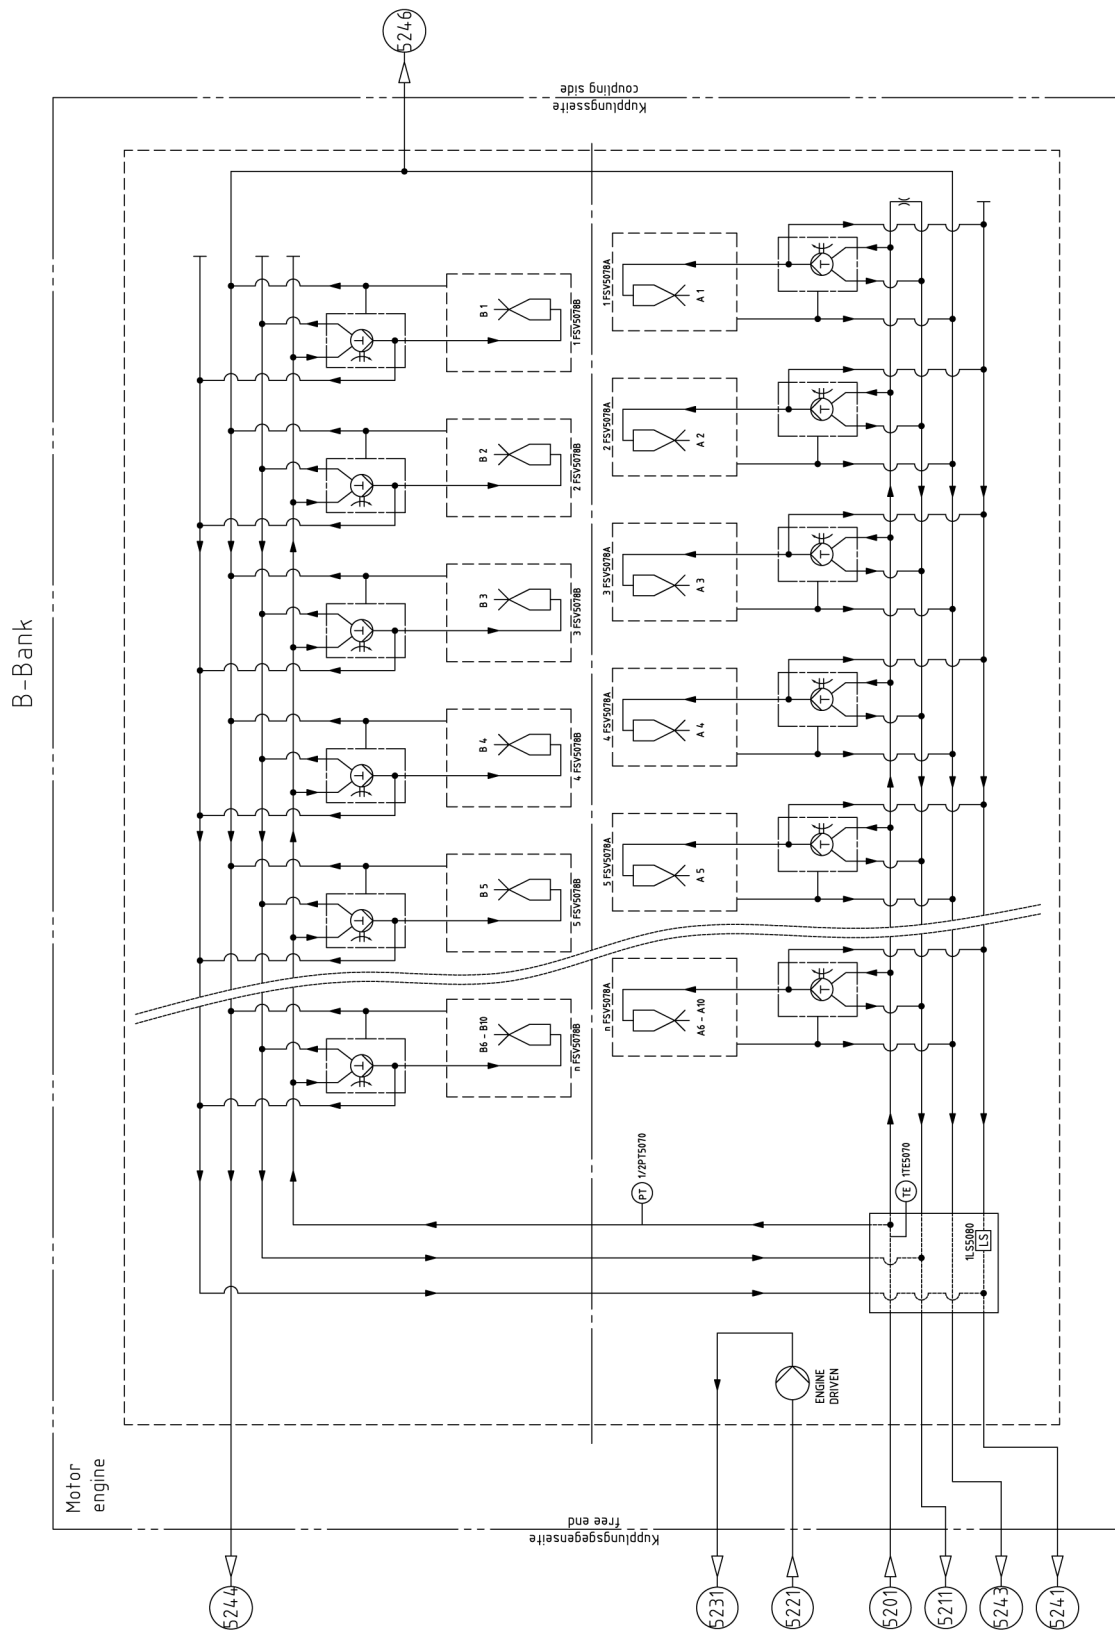 B-Bank
Motor
engine
Kupplungsseite
coupling side
Kupplungsgegenseite
free end
5246
5244
5231
5221
5201
5211
5243
5241
B 1
1 FSV5078B
B 2
2 FSV5078B
B 3
3 FSV5078B
B 4
4 FSV5078B
B 5
5 FSV5078B
B6 - B10
n FSV5078B
1 FSV5078A
A 1
2 FSV5078A
A 2
3 FSV5078A
A 3
4 FSV5078A
A 4
5 FSV5078A
A 5
n FSV5078A
A6 - A10
PT
1/2PT5070
TE
1TE5070
1LS5080
LS
ENGINE
DRIVEN